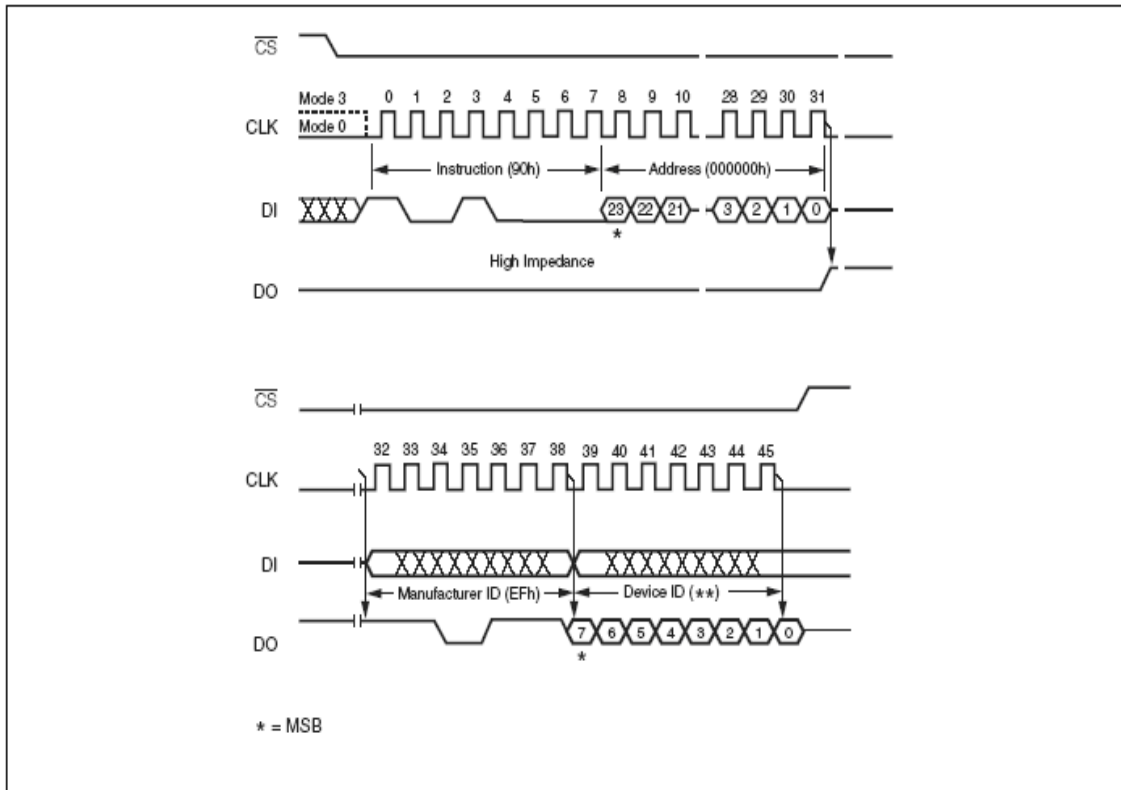 CS
Mode 3
0 1 2 3 4 5 6 7 8 9 10 28 29 30 31
CLK
Mode 0
Instruction (90h)
Address (000000h)
DI
23 22 21 3 2 1 0
*
High Impedance
DO
CS
32 33 34 35 36 37 38 39 40 41 42 43 44 45
CLK
DI
Manufacturer ID (EFh)
Device ID (**)
DO
7 6 5 4 3 2 1 0
*
* = MSB